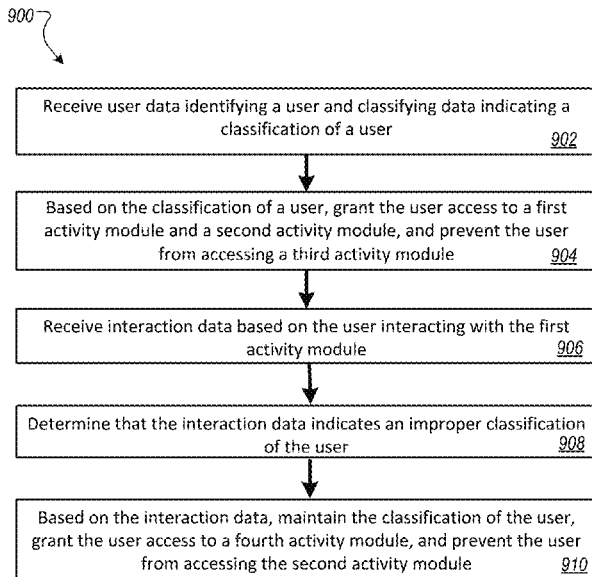 900
Receive user data identifying a user and classifying data indicating a
classification of a user
902
Based on the classification of a user, grant the user access to a first
activity module and a second activity module, and prevent the user
from accessing a third activity module
904
Receive interaction data based on the user interacting with the first
activity module
906
Determine that the interaction data indicates an improper classification
of the user
908
Based on the interaction data, maintain the classification of the user,
grant the user access to a fourth activity module, and prevent the user
from accessing the second activity module
910